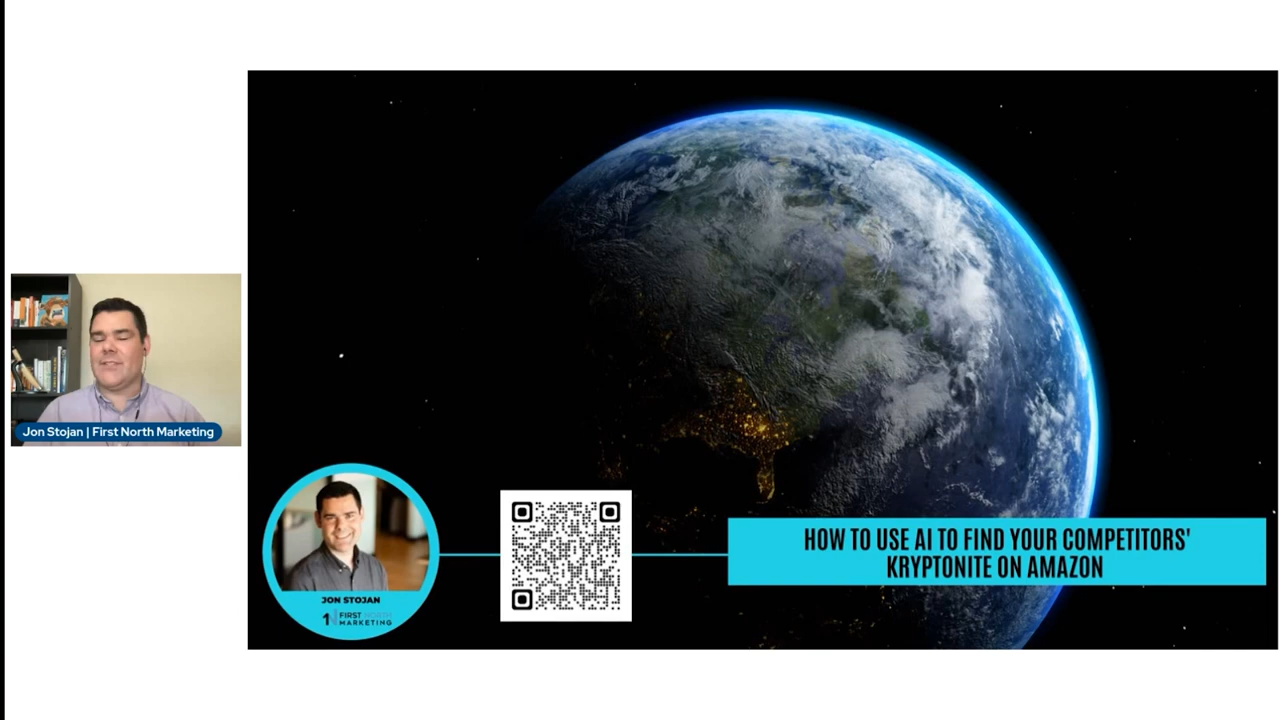 Jon Stojan | First North Marketing
JON STOJAN
1N FIRST NORTH
MARKETING
HOW TO USE AI TO FIND YOUR COMPETITORS'
KRYPTONITE ON AMAZON